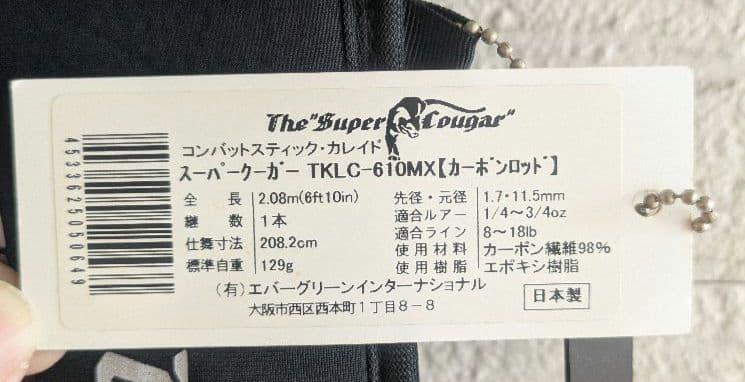 The "Super Cougar"
コンバットスティック・カレイド
スーパークーガー TKLC-610MX【カーボンロッド】
全長 2.08m(6ft10in) 先径・元径 1.7・11.5mm
継数 1本 適合ルアー 1/4～3/4oz
仕舞寸法 208.2cm 適合ライン 8～18lb
標準自重 129g 使用材料 カーボン繊維98%
使用樹脂 エポキシ樹脂
(有)エバーグリーンインターナショナル
大阪市西区西本町1丁目8-8
日本製
4533625050649